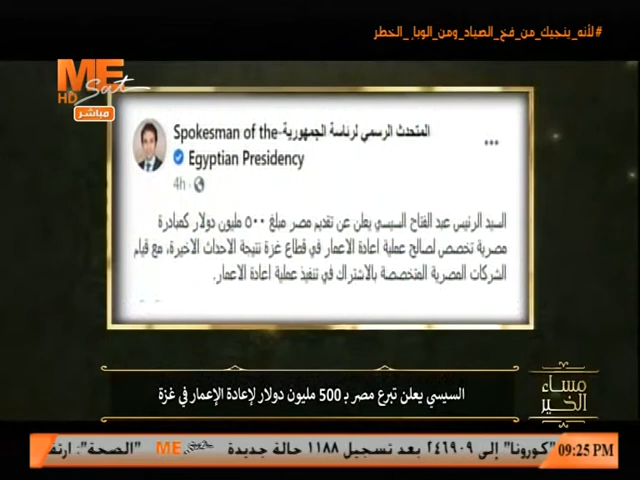 #لأنه_ينجيك_من_فخ_الصياد_ومن_الوباء_الخطر
ME Sat
HD
مباشر
المتحدث الرسمي لرئاسة الجمهورية-Spokesman of the
Egyptian Presidency
4h
السيد الرئيس عبد الفتاح السيسي يعلن عن تقديم مصر مبلغ ٥٠٠ مليون دولار كمبادرة
مصرية تخصص لصالح عملية اعادة الاعمار في قطاع غزة نتيجة الاحداث الاخيرة، مع قيام
الشركات المصرية المتخصصة بالاشتراك في تنفيذ عملية اعادة الاعمار.
السيسي يعلن تبرع مصر بـ 500 مليون دولار لإعادة الإعمار في غزة
مساء
الخير
"كورونا" إلى ٢٤٦٩٠٩ بعد تسجيل ١١٨٨ حالة جديدة ME Sat "الصحة": ارتف
09:25 PM